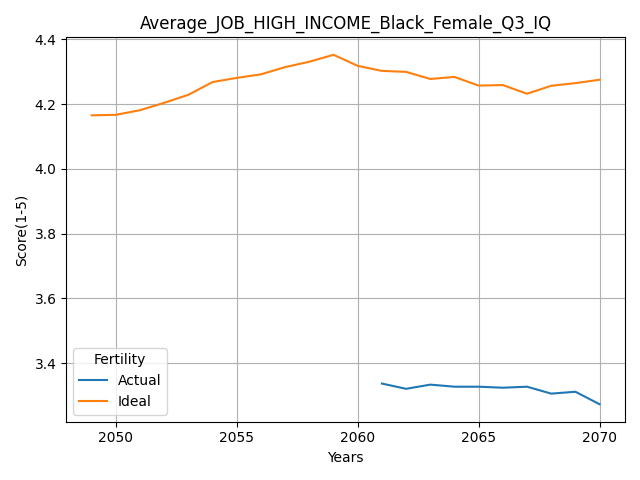 Average_JOB_HIGH_INCOME_Black_Female_Q3_IQ
4.4
4.2
4.0
3.8
3.6
3.4
Score(1-5)
Fertility
Actual
Ideal
2050
2055
2060
2065
2070
Years